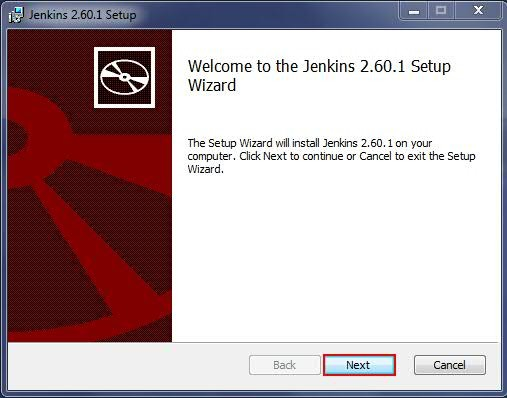 Jenkins 2.60.1 Setup
Welcome to the Jenkins 2.60.1 Setup
Wizard
The Setup Wizard will install Jenkins 2.60.1 on your
computer. Click Next to continue or Cancel to exit the Setup
Wizard.
Back
Next
Cancel